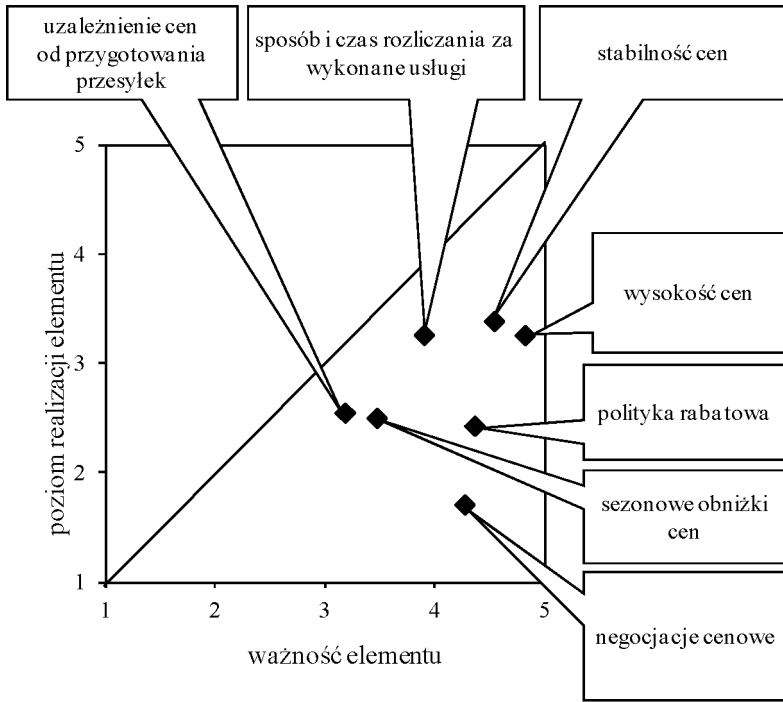 uzależnienie cen
od przygotowania
przesyłek
sposób i czas rozliczania za
wykonane usługi
stabilność cen
5
4
3
2
1
poziom realizacji elementu
wysokość cen
polityka rabatowa
sezonowe obniżki
cen
negocjacje cenowe
1 2 3 4 5
ważność elementu